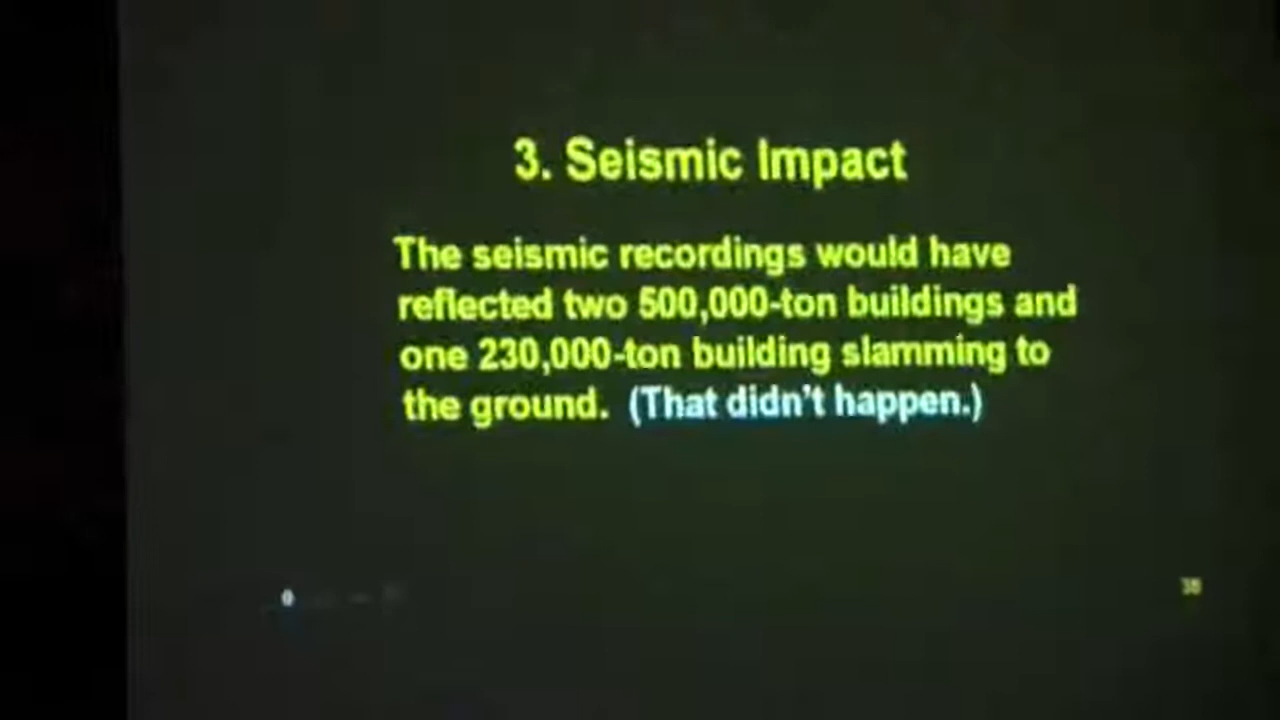 3. Seismic Impact
The seismic recordings would have
reflected two 500,000-ton buildings and
one 230,000-ton building slamming to
the ground. (That didn't happen.)